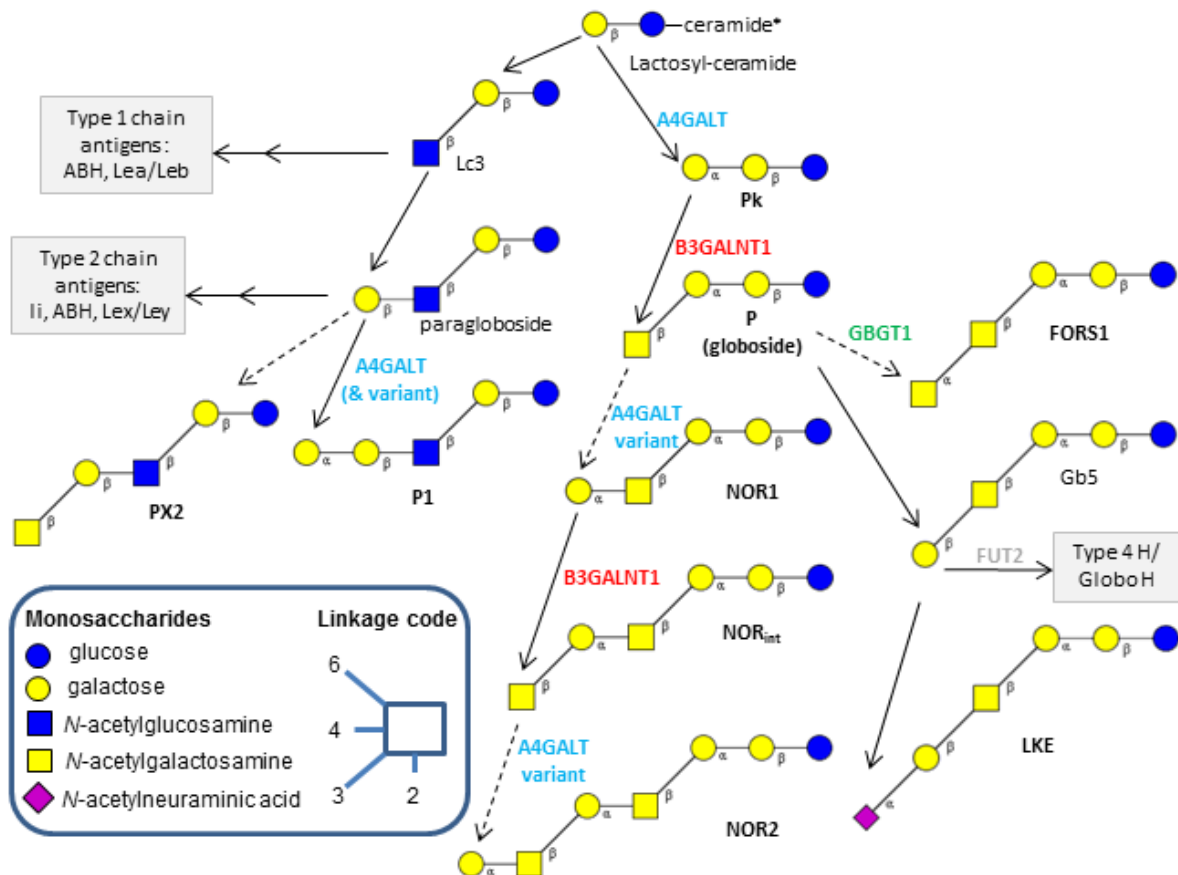 ceramide*
β
Lactosyl-ceramide
β
A4GALT
Type 1 chain
antigens:
ABH, Lea/Leb
β
Lc3
α
β
Pk
B3GALNT1
Type 2 chain
antigens:
Ii, ABH, Lex/Ley
β
β
β
paragloboside
α
β
β
P
(globoside)
GBGT1
α
β
β
α
FORS1
A4GALT
(& variant)
β
β
β
β
PX2
β
β
β
α
P1
A4GALT
variant
α
β
β
α
NOR1
α
β
β
β
Gb5
FUT2
Type 4 H/
Globo H
B3GALNT1
α
β
β
α
β
NORint
A4GALT
variant
α
β
β
α
β
α
NOR2
α
β
β
β
α
LKE
Monosaccharides
glucose
galactose
N-acetylglucosamine
N-acetylgalactosamine
N-acetylneuraminic acid
Linkage code
6
4
3
2